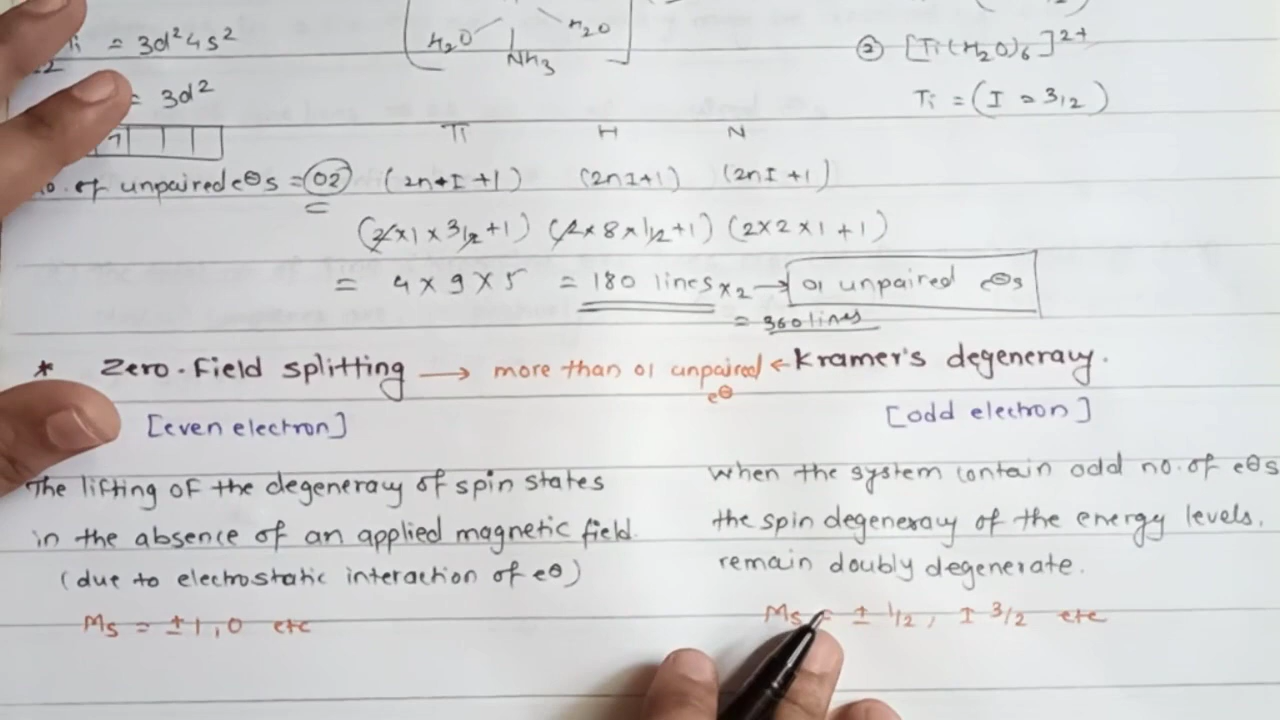 = 3d²4s²
H₂O H₂O
NH₃
② [Ti(H₂O)₆]²⁺
= 3d²
Ti = (I = 3/2)
Ti H N
of unpaired e⊖s = 02 (2n+I+1) (2nI+1) (2nI+1)
(2×1×3/2+1) (2×8×1/2+1) (2×2×1+1)
= 4×9×5 = 180 lines ×2 → 01 unpaired e⊖s
= 360 lines
* Zero-Field splitting → more than 01 unpaired e⊖ ← Kramer's degeneracy.
[even electron] [odd electron]
The lifting of the degeneracy of spin states
in the absence of an applied magnetic field.
(due to electrostatic interaction of e⊖)
Ms = ±1, 0 etc
When the system contain odd no. of e⊖s
the spin degeneracy of the energy levels,
remain doubly degenerate.
Ms = ± 1/2, ± 3/2 etc